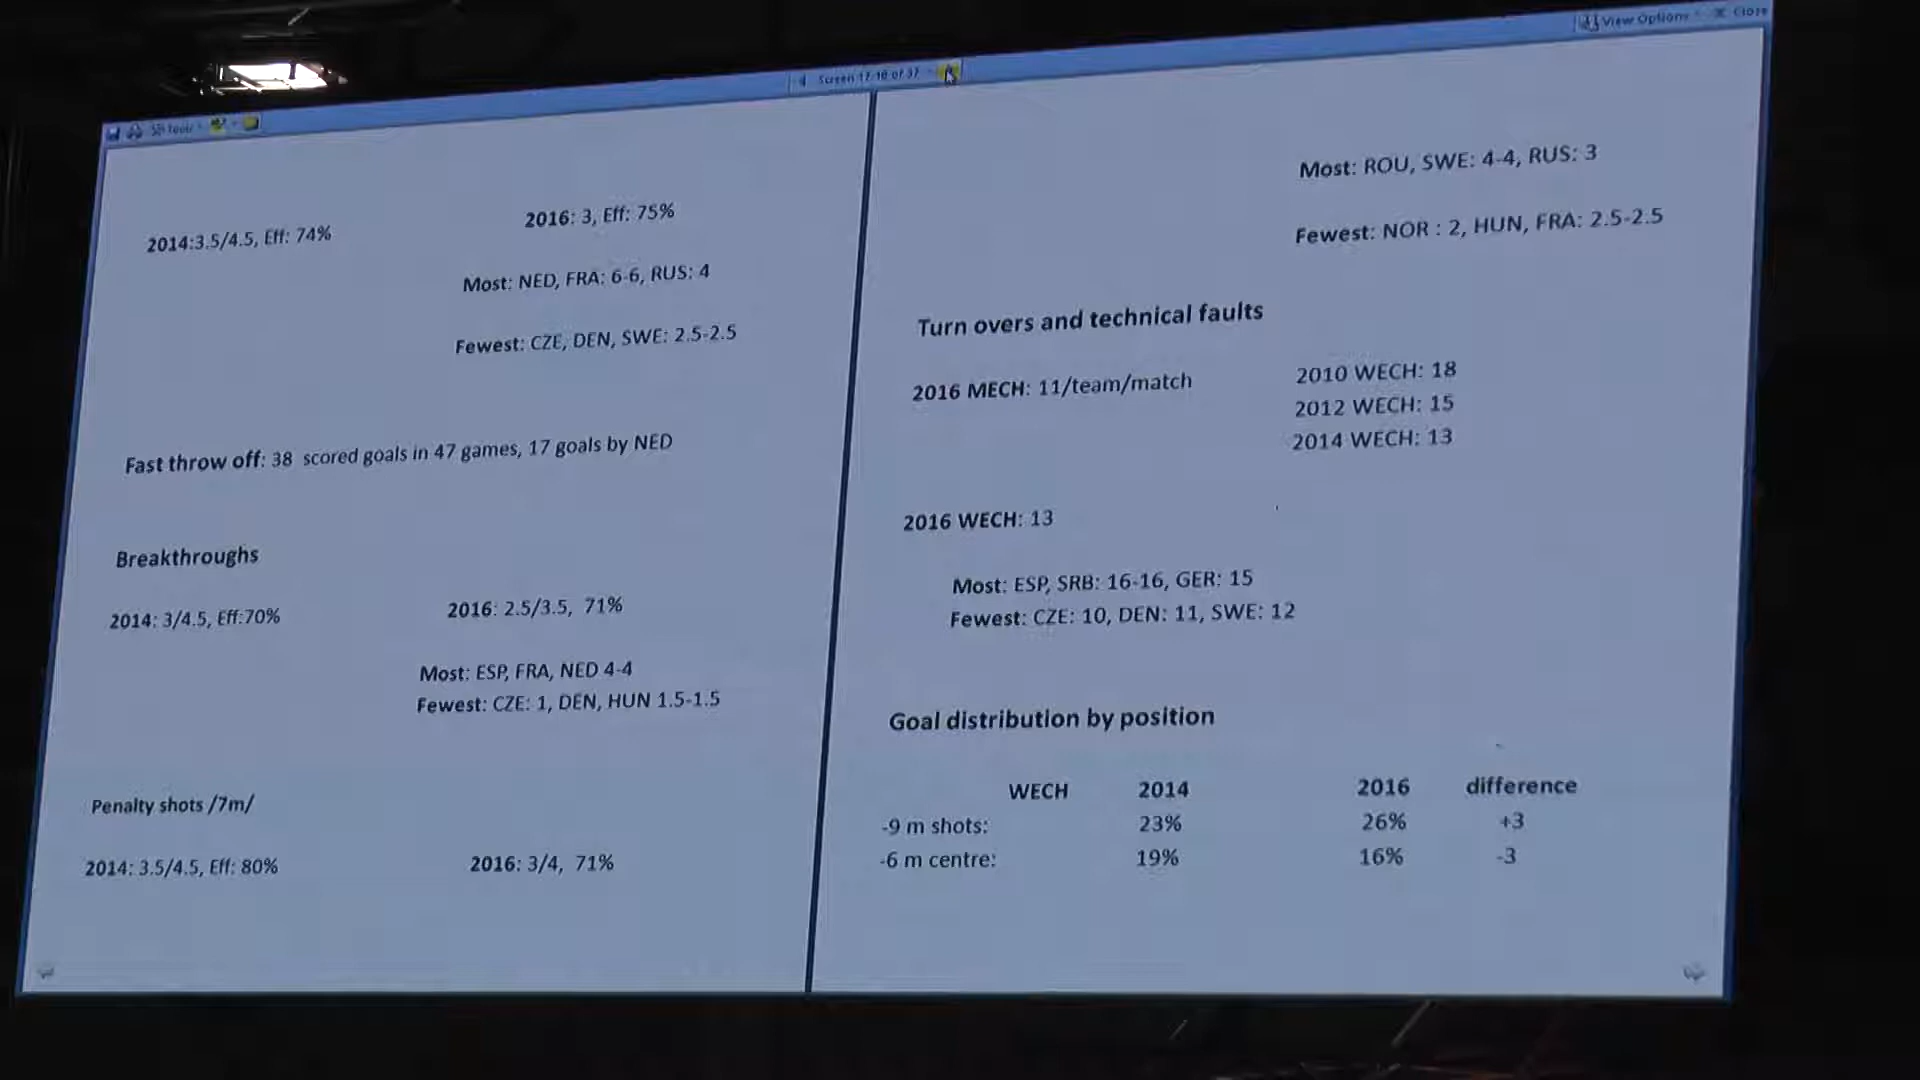 View Options
Close
Screen 17-18 of 37
Tools
2014:3.5/4.5, Eff: 74%
2016: 3, Eff: 75%
Most: NED, FRA: 6-6, RUS: 4
Fewest: CZE, DEN, SWE: 2.5-2.5
Fast throw off: 38 scored goals in 47 games, 17 goals by NED
Breakthroughs
2014: 3/4.5, Eff:70%
2016: 2.5/3.5, 71%
Most: ESP, FRA, NED 4-4
Fewest: CZE: 1, DEN, HUN 1.5-1.5
Penalty shots /7m/
2014: 3.5/4.5, Eff: 80%
2016: 3/4, 71%
Most: ROU, SWE: 4-4, RUS: 3
Fewest: NOR : 2, HUN, FRA: 2.5-2.5
Turn overs and technical faults
2016 MECH: 11/team/match
2010 WECH: 18
2012 WECH: 15
2014 WECH: 13
2016 WECH: 13
Most: ESP, SRB: 16-16, GER: 15
Fewest: CZE: 10, DEN: 11, SWE: 12
Goal distribution by position
WECH 2014 2016 difference
-9 m shots: 23% 26% +3
-6 m centre: 19% 16% -3